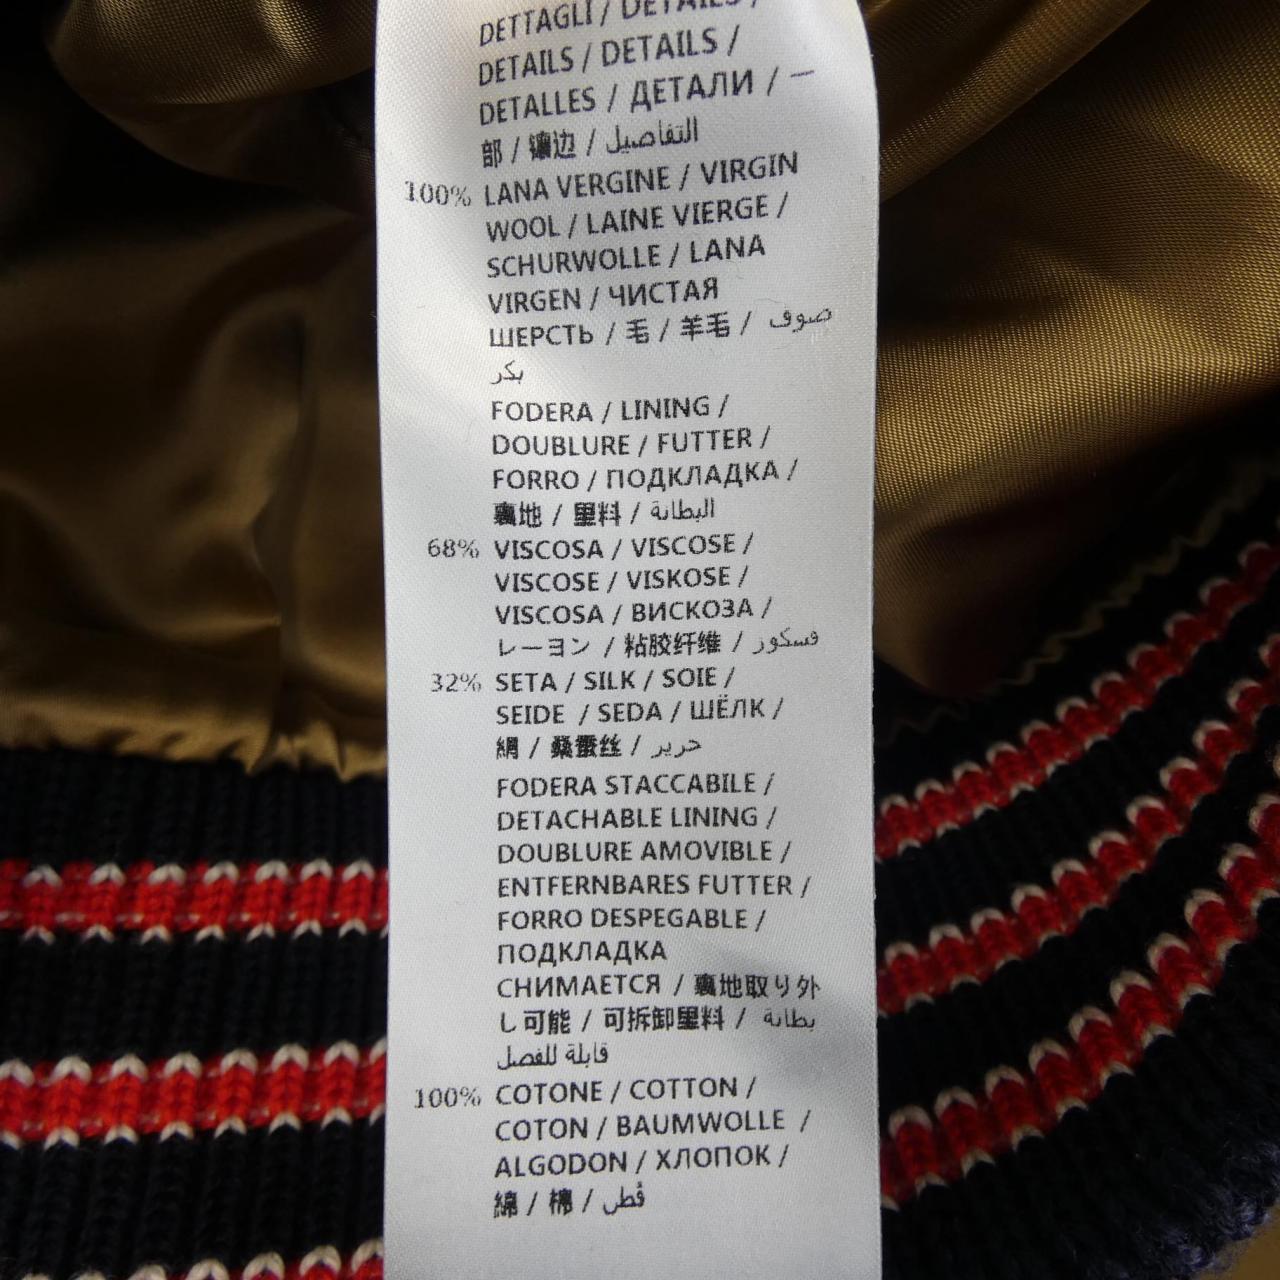 DETTAGLI / DETAILS /
DETAILS / DETAILS /
DETALLES / ДЕТАЛИ / 一
部 / 镶边 / التفاصيل
100% LANA VERGINE / VIRGIN
WOOL / LAINE VIERGE /
SCHURWOLLE / LANA
VIRGEN / ЧИСТАЯ
ШЕРСТЬ / 毛 / 羊毛 / صوف
بكر
FODERA / LINING /
DOUBLURE / FUTTER /
FORRO / ПОДКЛАДКА /
裏地 / 里料 / البطانة
68% VISCOSA / VISCOSE /
VISCOSE / VISKOSE /
VISCOSA / ВИСКОЗА /
レーヨン / 粘胶纤维 / فسكوز
32% SETA / SILK / SOIE /
SEIDE / SEDA / ШЁЛК /
絹 / 桑蚕丝 / حرير
FODERA STACCABILE /
DETACHABLE LINING /
DOUBLURE AMOVIBLE /
ENTFERNBARES FUTTER /
FORRO DESPEGABLE /
ПОДКЛАДКА
СНИМАЕТСЯ / 裏地取り外
し可能 / 可拆卸里料 / بطانة
قابلة للفصل
100% COTONE / COTTON /
COTON / BAUMWOLLE /
ALGODON / ХЛОПОК /
綿 / 棉 / قطن